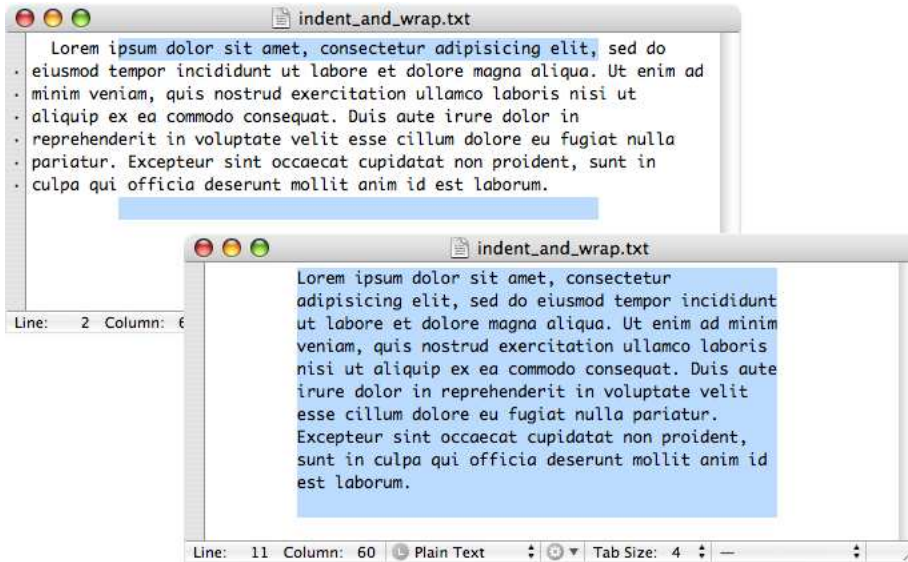 indent_and_wrap.txt
Lorem ipsum dolor sit amet, consectetur adipisicing elit, sed do
eiusmod tempor incididunt ut labore et dolore magna aliqua. Ut enim ad
minim veniam, quis nostrud exercitation ullamco laboris nisi ut
aliquip ex ea commodo consequat. Duis aute irure dolor in
reprehenderit in voluptate velit esse cillum dolore eu fugiat nulla
pariatur. Excepteur sint occaecat cupidatat non proident, sunt in
culpa qui officia deserunt mollit anim id est laborum.
Line: 2 Column:
indent_and_wrap.txt
Lorem ipsum dolor sit amet, consectetur
adipisicing elit, sed do eiusmod tempor incididunt
ut labore et dolore magna aliqua. Ut enim ad minim
veniam, quis nostrud exercitation ullamco laboris
nisi ut aliquip ex ea commodo consequat. Duis aute
irure dolor in reprehenderit in voluptate velit
esse cillum dolore eu fugiat nulla pariatur.
Excepteur sint occaecat cupidatat non proident,
sunt in culpa qui officia deserunt mollit anim id
est laborum.
Line: 11 Column: 60 L Plain Text Tab Size: 4 —